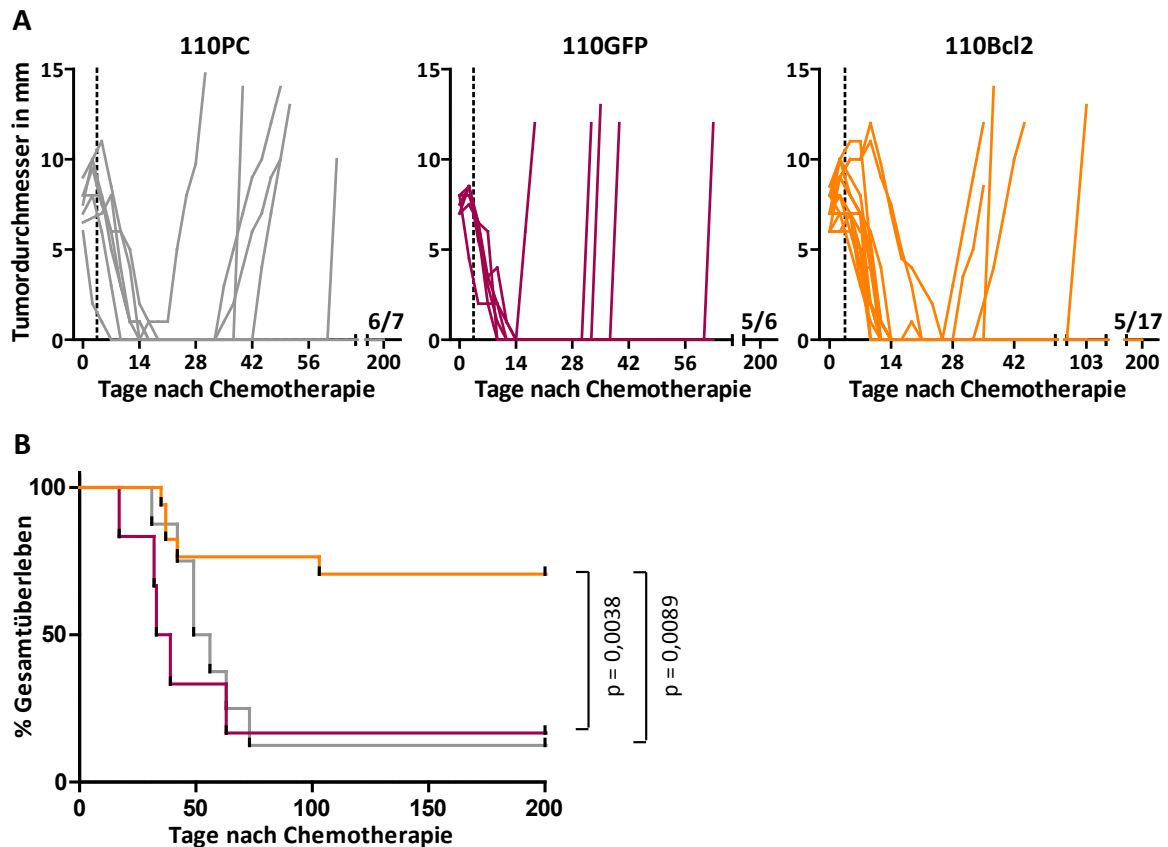 A
110PC
110GFP
110Bcl2
Tumordurchmesser in mm
15
10
5
0
0 14 28 42 56 200
6/7
Tage nach Chemotherapie
15
10
5
0
0 14 28 42 56 200
5/6
Tage nach Chemotherapie
15
10
5
0
0 14 28 42 103 200
5/17
Tage nach Chemotherapie
B
% Gesamtüberleben
100
50
0
0 50 100 150 200
Tage nach Chemotherapie
p = 0,0038
p = 0,0089